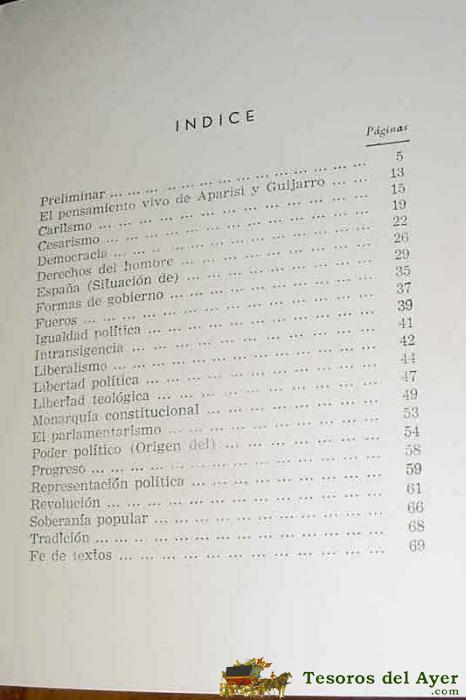 INDICE
Páginas
Preliminar ... ... ... ... ... ... ... ... ... ... ... ... 5
El pensamiento vivo de Aparisi y Guijarro ... ... 13
Carlismo ... ... ... ... ... ... ... ... ... ... ... ... 15
Cesarismo ... ... ... ... ... ... ... ... ... ... ... ... 19
Democracia ... ... ... ... ... ... ... ... ... ... ... 22
Derechos del hombre ... ... ... ... ... ... ... ... 26
España (Situación de) ... ... ... ... ... ... ... ... 29
Formas de gobierno ... ... ... ... ... ... ... ... 35
Fueros ... ... ... ... ... ... ... ... ... ... ... ... 37
Igualdad política ... ... ... ... ... ... ... ... ... 39
Intransigencia ... ... ... ... ... ... ... ... ... ... 41
Liberalismo ... ... ... ... ... ... ... ... ... ... ... 42
Libertad política ... ... ... ... ... ... ... ... ... 44
Libertad teológica ... ... ... ... ... ... ... ... ... 47
Monarquía constitucional ... ... ... ... ... ... ... 49
El parlamentarismo ... ... ... ... ... ... ... ... 53
Poder político (Origen del) ... ... ... ... ... ... 54
Progreso ... ... ... ... ... ... ... ... ... ... ... ... 58
Representación política ... ... ... ... ... ... ... 59
Revolución ... ... ... ... ... ... ... ... ... ... ... 61
Soberanía popular ... ... ... ... ... ... ... ... ... 66
Tradición ... ... ... ... ... ... ... ... ... ... ... 68
Fe de textos ... ... ... ... ... ... ... ... ... ... 69
Tesoros del Ayer
.com